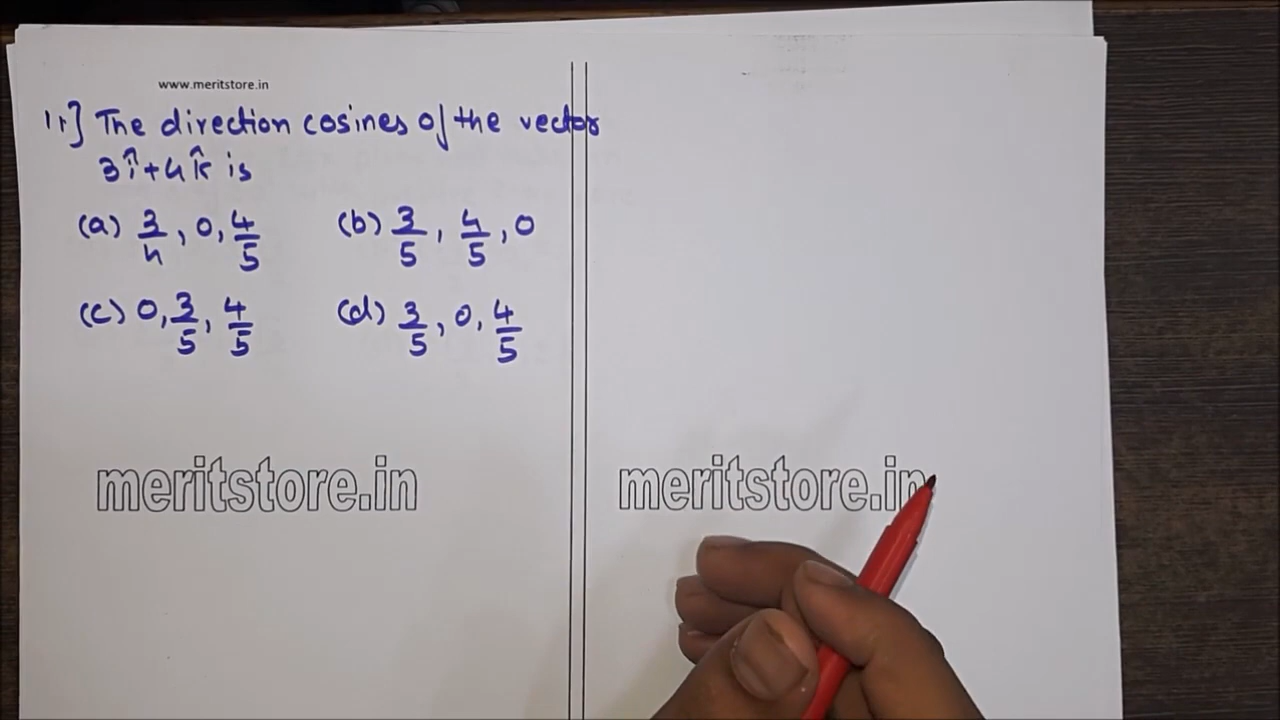 www.meritstore.in
11] The direction cosines of the vector
3î+4k̂ is
(a) 3/4, 0, 4/5 (b) 3/5, 4/5, 0
(c) 0, 3/5, 4/5 (d) 3/5, 0, 4/5
meritstore.in meritstore.in